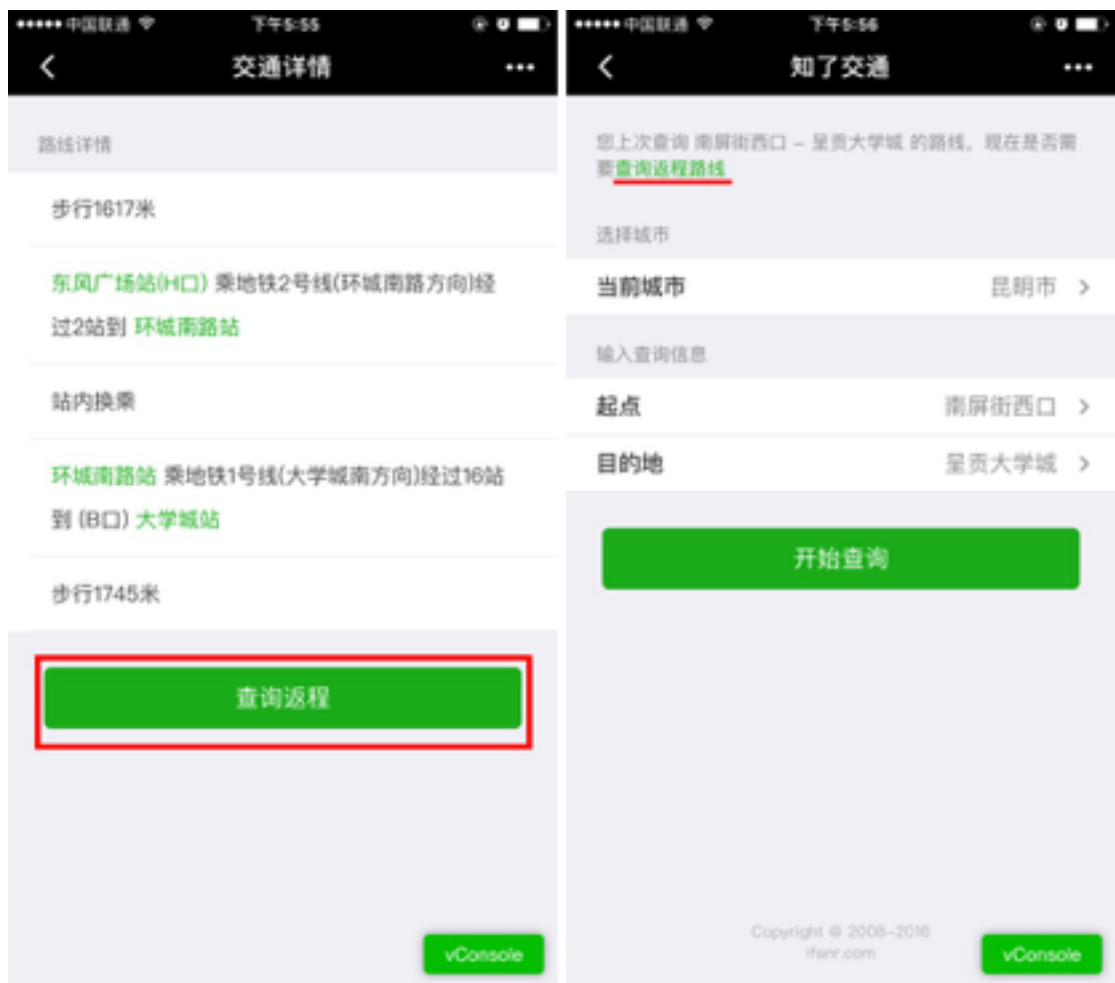 中国联通
下午5:55
交通详情
路线详情
步行1617米
东风广场站(H口) 乘地铁2号线(环城南路方向)经
过2站到 环城南路站
站内换乘
环城南路站 乘地铁1号线(大学城南方向)经过16站
到 (B口) 大学城站
步行1745米
查询返程
vConsole
中国联通
下午5:56
知了交通
您上次查询 南屏街西口 - 呈贡大学城 的路线，现在是否需
要查询返程路线
选择城市
当前城市 昆明市
输入查询信息
起点 南屏街西口
目的地 呈贡大学城
开始查询
Copyright © 2008-2016
ifanr.com
vConsole